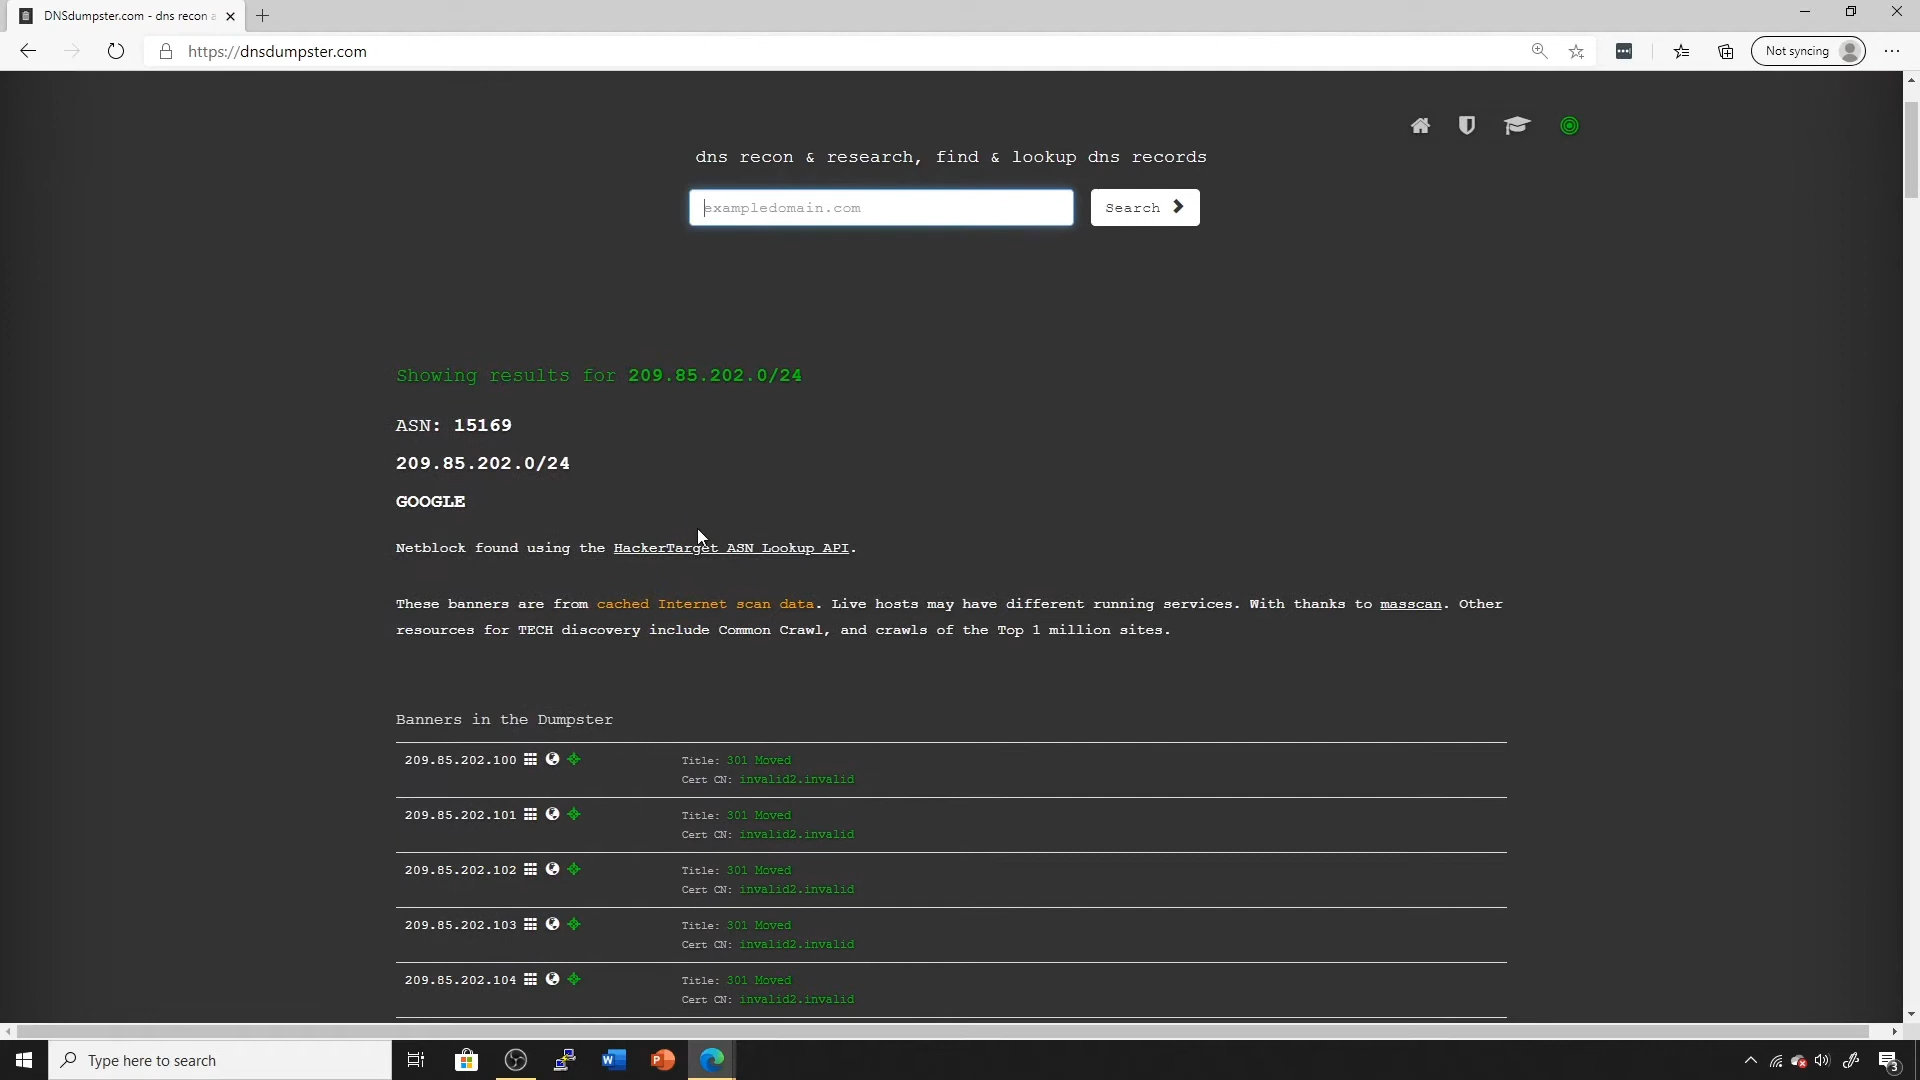 DNSdumpster.com - dns recon a
https://dnsdumpster.com
Not syncing
dns recon & research, find & lookup dns records
exampledomain.com
Search
Showing results for 209.85.202.0/24
ASN: 15169
209.85.202.0/24
GOOGLE
Netblock found using the HackerTarget ASN Lookup API.
These banners are from cached Internet scan data. Live hosts may have different running services. With thanks to masscan. Other
resources for TECH discovery include Common Crawl, and crawls of the Top 1 million sites.
Banners in the Dumpster
209.85.202.100 Title: 301 Moved
Cert CN: invalid2.invalid
209.85.202.101 Title: 301 Moved
Cert CN: invalid2.invalid
209.85.202.102 Title: 301 Moved
Cert CN: invalid2.invalid
209.85.202.103 Title: 301 Moved
Cert CN: invalid2.invalid
209.85.202.104 Title: 301 Moved
Cert CN: invalid2.invalid
Type here to search
W
P
3